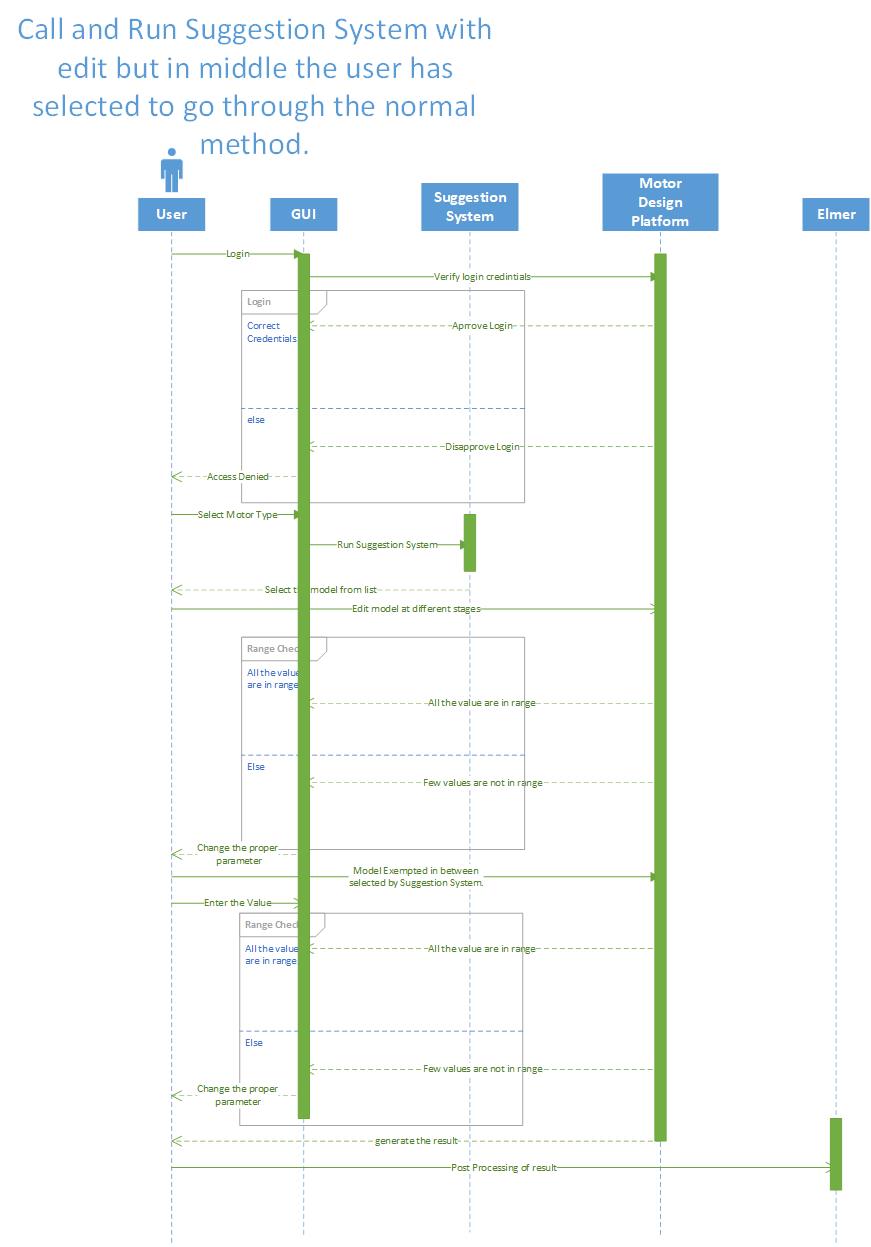 Call and Run Suggestion System with
edit but in middle the user has
selected to go through the normal
method.
User
GUI
Suggestion
System
Motor
Design
Platform
Elmer
Login
Verify login credintials
Login
Correct
Credentials
Aprrove Login
else
Disapprove Login
Access Denied
Select Motor Type
Run Suggestion System
Select t model from list
Edit model at different stages
Range Chec
All the value
are in range
All the value are in range
Else
Few values are not in range
Change the proper
parameter
Model Exempted in between
selected by Suggestion System.
Enter the Value
Range Chec
All the value
are in range
All the value are in range
Else
Few values are not in range
Change the proper
parameter
generate the result
Post Processing of result